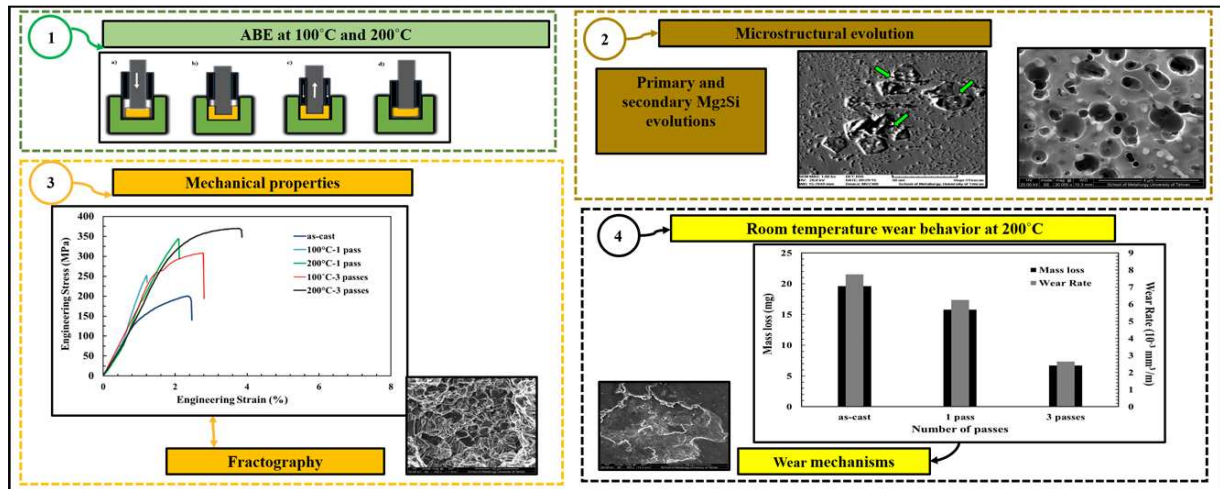 1
ABE at 100˚C and 200˚C
a)
b)
c)
d)
2
Microstructural evolution
Primary and
secondary Mg2Si
evolutions
3
Mechanical properties
Engineering Stress (MPa)
400
350
300
250
200
150
100
50
0
as-cast
100°C-1 pass
200°C-1 pass
100˚C-3 passes
200°C-3 passes
0
2
4
6
8
Engineering Strain (%)
Fractography
4
Room temperature wear behavior at 200˚C
Mass loss (mg)
25
20
15
10
5
0
Mass loss
Wear Rate
9
8
7
6
5
4
3
2
1
0
Wear Rate (10⁻³ mm³/m)
as-cast
1 pass
3 passes
Number of passes
Wear mechanisms